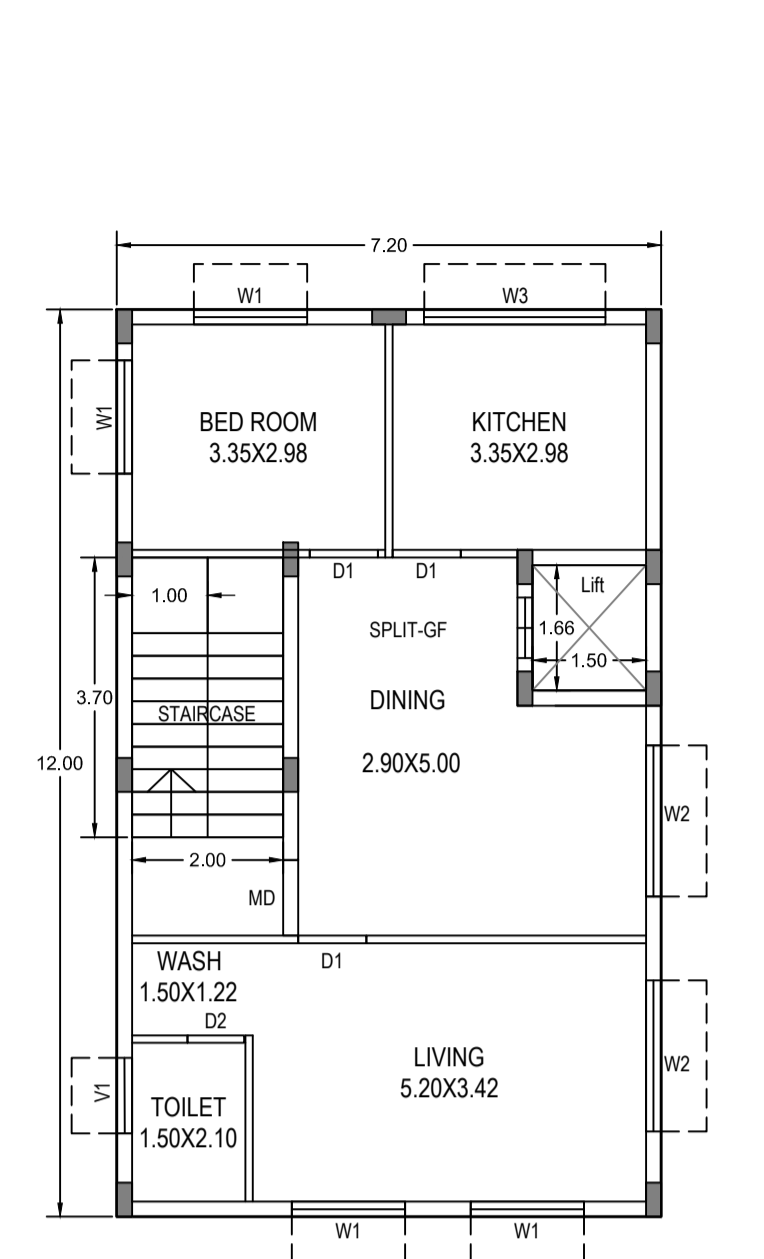 7.20
W1
W3
W1
BED ROOM
3.35X2.98
KITCHEN
3.35X2.98
D1
D1
1.00
Lift
SPLIT-GF
1.66
1.50
3.70
DINING
STAIRCASE
12.00
2.90X5.00
W2
2.00
MD
WASH
1.50X1.22
D1
D2
LIVING
5.20X3.42
W2
V1
TOILET
1.50X2.10
W1
W1